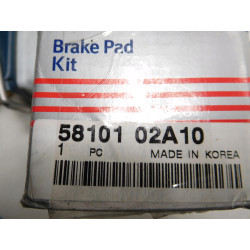 Brake Pad
Kit
58101 02A10
1 PC MADE IN KOREA